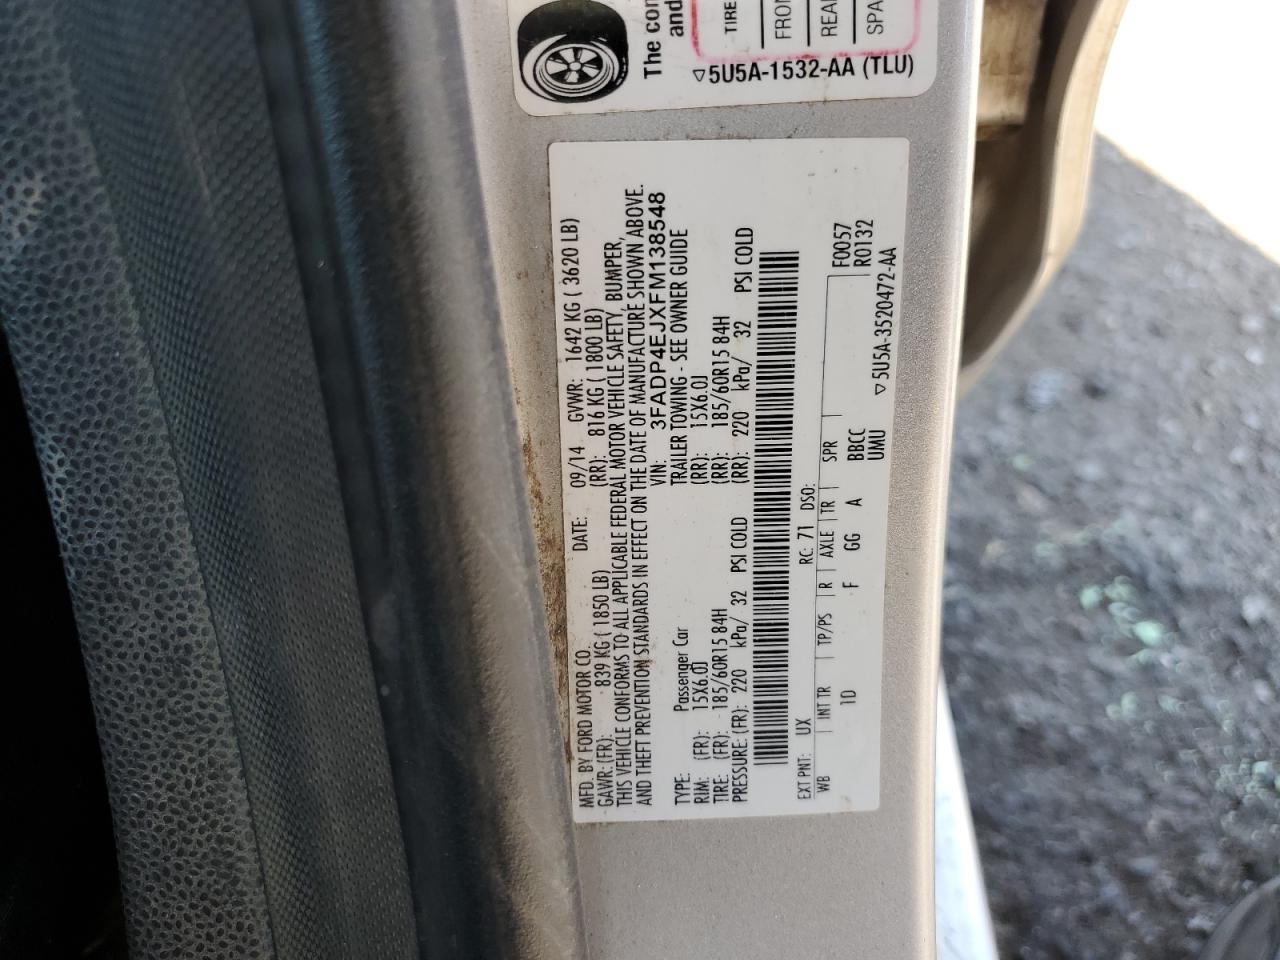 The con
and
TIRE
FRON
REAR
SPA
▽5U5A-1532-AA (TLU)
MFD. BY FORD MOTOR CO. DATE: 09/14 GVWR: 1642 KG ( 3620 LB)
GAWR: (FR): 839 KG ( 1850 LB) (RR): 816 KG ( 1800 LB)
THIS VEHICLE CONFORMS TO ALL APPLICABLE FEDERAL MOTOR VEHICLE SAFETY, BUMPER,
AND THEFT PREVENTION STANDARDS IN EFFECT ON THE DATE OF MANUFACTURE SHOWN ABOVE.
VIN: 3FADP4EJXFM138548
TYPE: Passenger Car TRAILER TOWING - SEE OWNER GUIDE
RIM: (FR): 15X6.0J (RR): 15X6.0J
TIRE: (FR): 185/60R15 84H (RR): 185/60R15 84H
PRESSURE: (FR): 220 kPa/ 32 PSI COLD (RR): 220 kPa/ 32 PSI COLD
EXT PNT: UX RC: 71 DSO:
WB INT TR TP/PS R AXLE TR SPR F0057
1D F GG A BBCC R0132
UMU ▽5U5A-3520472-AA